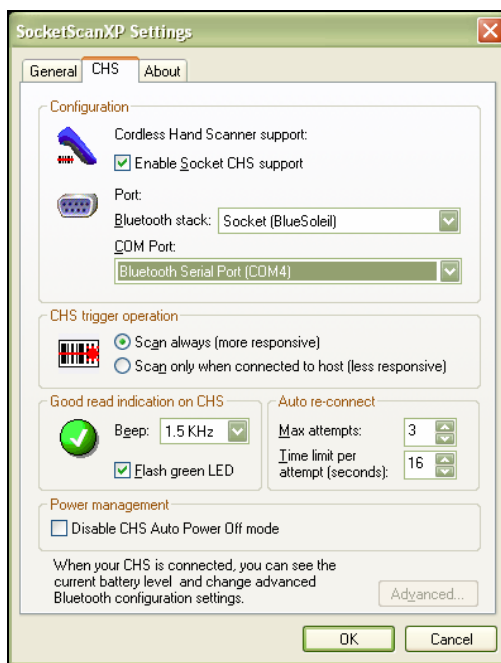 SocketScanXP Settings
General CHS About
Configuration
Cordless Hand Scanner support:
Enable Socket CHS support
Port:
Bluetooth stack: Socket (BlueSoleil)
COM Port:
Bluetooth Serial Port (COM4)
CHS trigger operation
Scan always (more responsive)
Scan only when connected to host (less responsive)
Good read indication on CHS
Beep: 1.5 KHz
Flash green LED
Auto re-connect
Max attempts: 3
Time limit per
attempt (seconds): 16
Power management
Disable CHS Auto Power Off mode
When your CHS is connected, you can see the
current battery level and change advanced
Bluetooth configuration settings.
Advanced...
OK Cancel